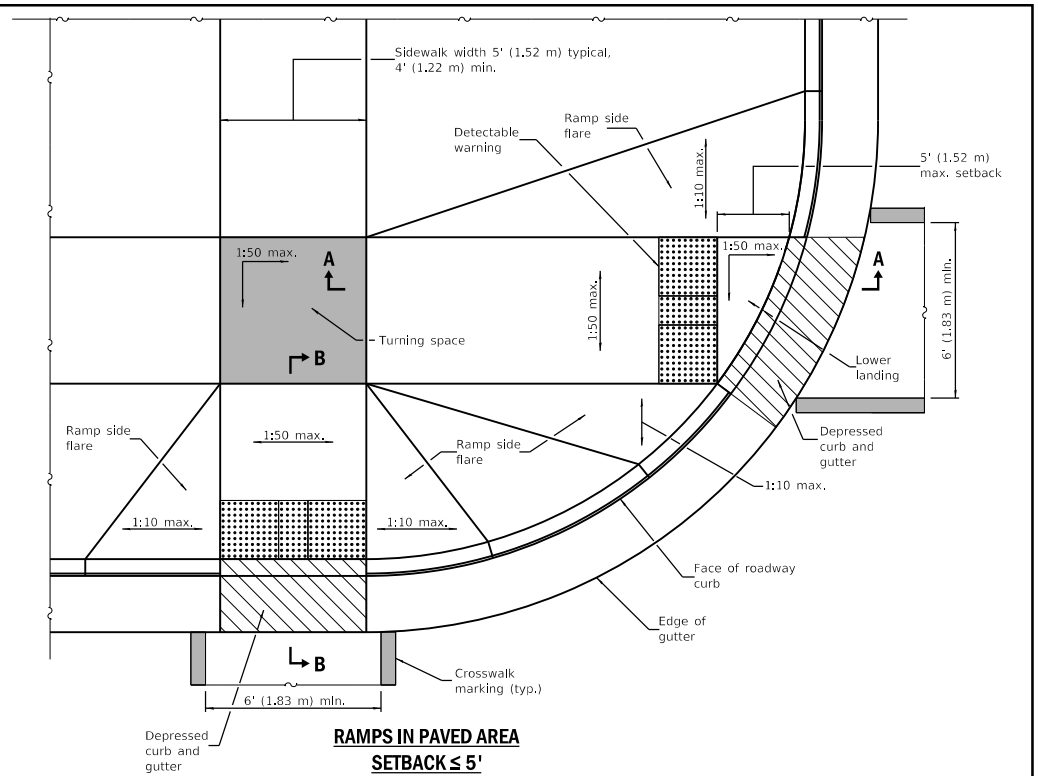 Sidewalk width 5' (1.52 m) typical,
4' (1.22 m) min.
Detectable
warning
Ramp side
flare
5' (1.52 m)
max. setback
1:10 max.
1:50 max.
A
1:50 max.
A
1:50 max.
6' (1.83 m) min.
Turning space
B
Lower
landing
Ramp side
flare
1:50 max.
Ramp side
flare
Depressed
curb and
gutter
1:10 max.
1:10 max.
1:10 max.
Face of roadway
curb
Edge of
gutter
B
Crosswalk
marking (typ.)
6' (1.83 m) min.
Depressed
curb and
gutter
RAMPS IN PAVED AREA
SETBACK ≤ 5'